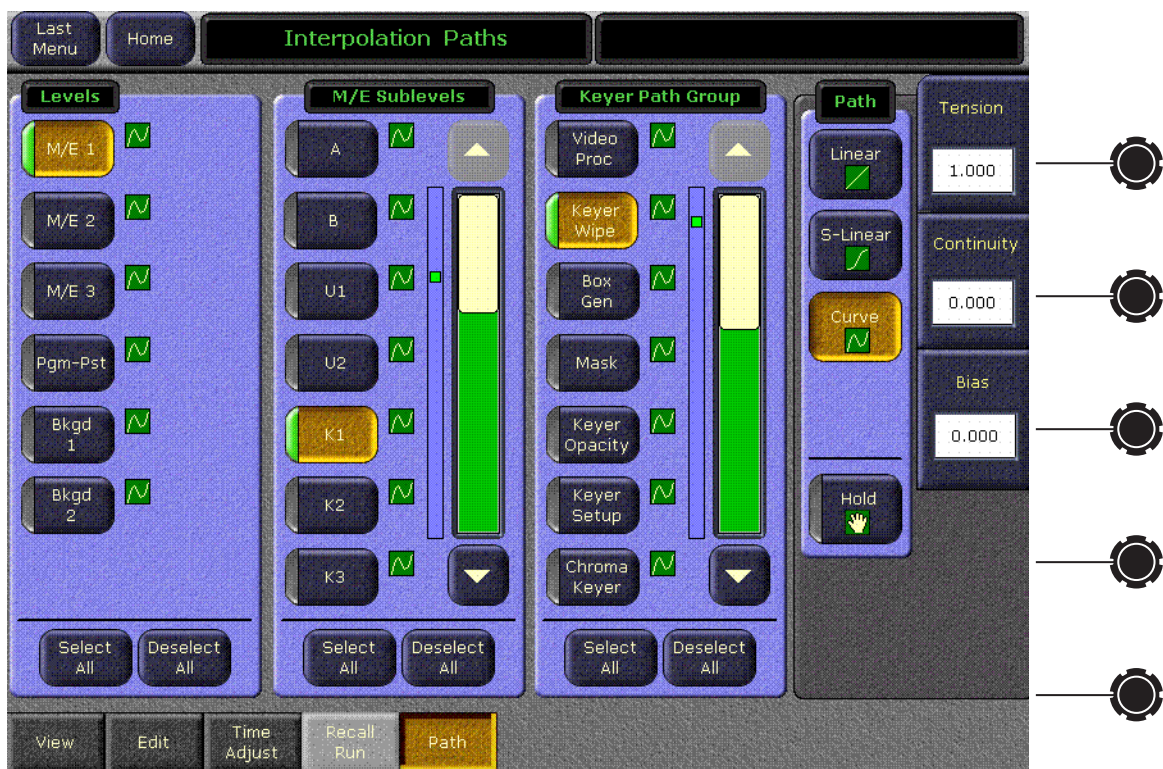 Last
Menu
Home
Interpolation Paths
Levels
M/E 1
M/E 2
M/E 3
Pgm-Pst
Bkgd
1
Bkgd
2
Select
All
Deselect
All
M/E Sublevels
A
B
U1
U2
K1
K2
K3
Select
All
Deselect
All
Keyer Path Group
Video
Proc
Keyer
Wipe
Box
Gen
Mask
Keyer
Opacity
Keyer
Setup
Chroma
Keyer
Select
All
Deselect
All
Path
Linear
S-Linear
Curve
Hold
Tension
1.000
Continuity
0.000
Bias
0.000
View
Edit
Time
Adjust
Recall
Run
Path